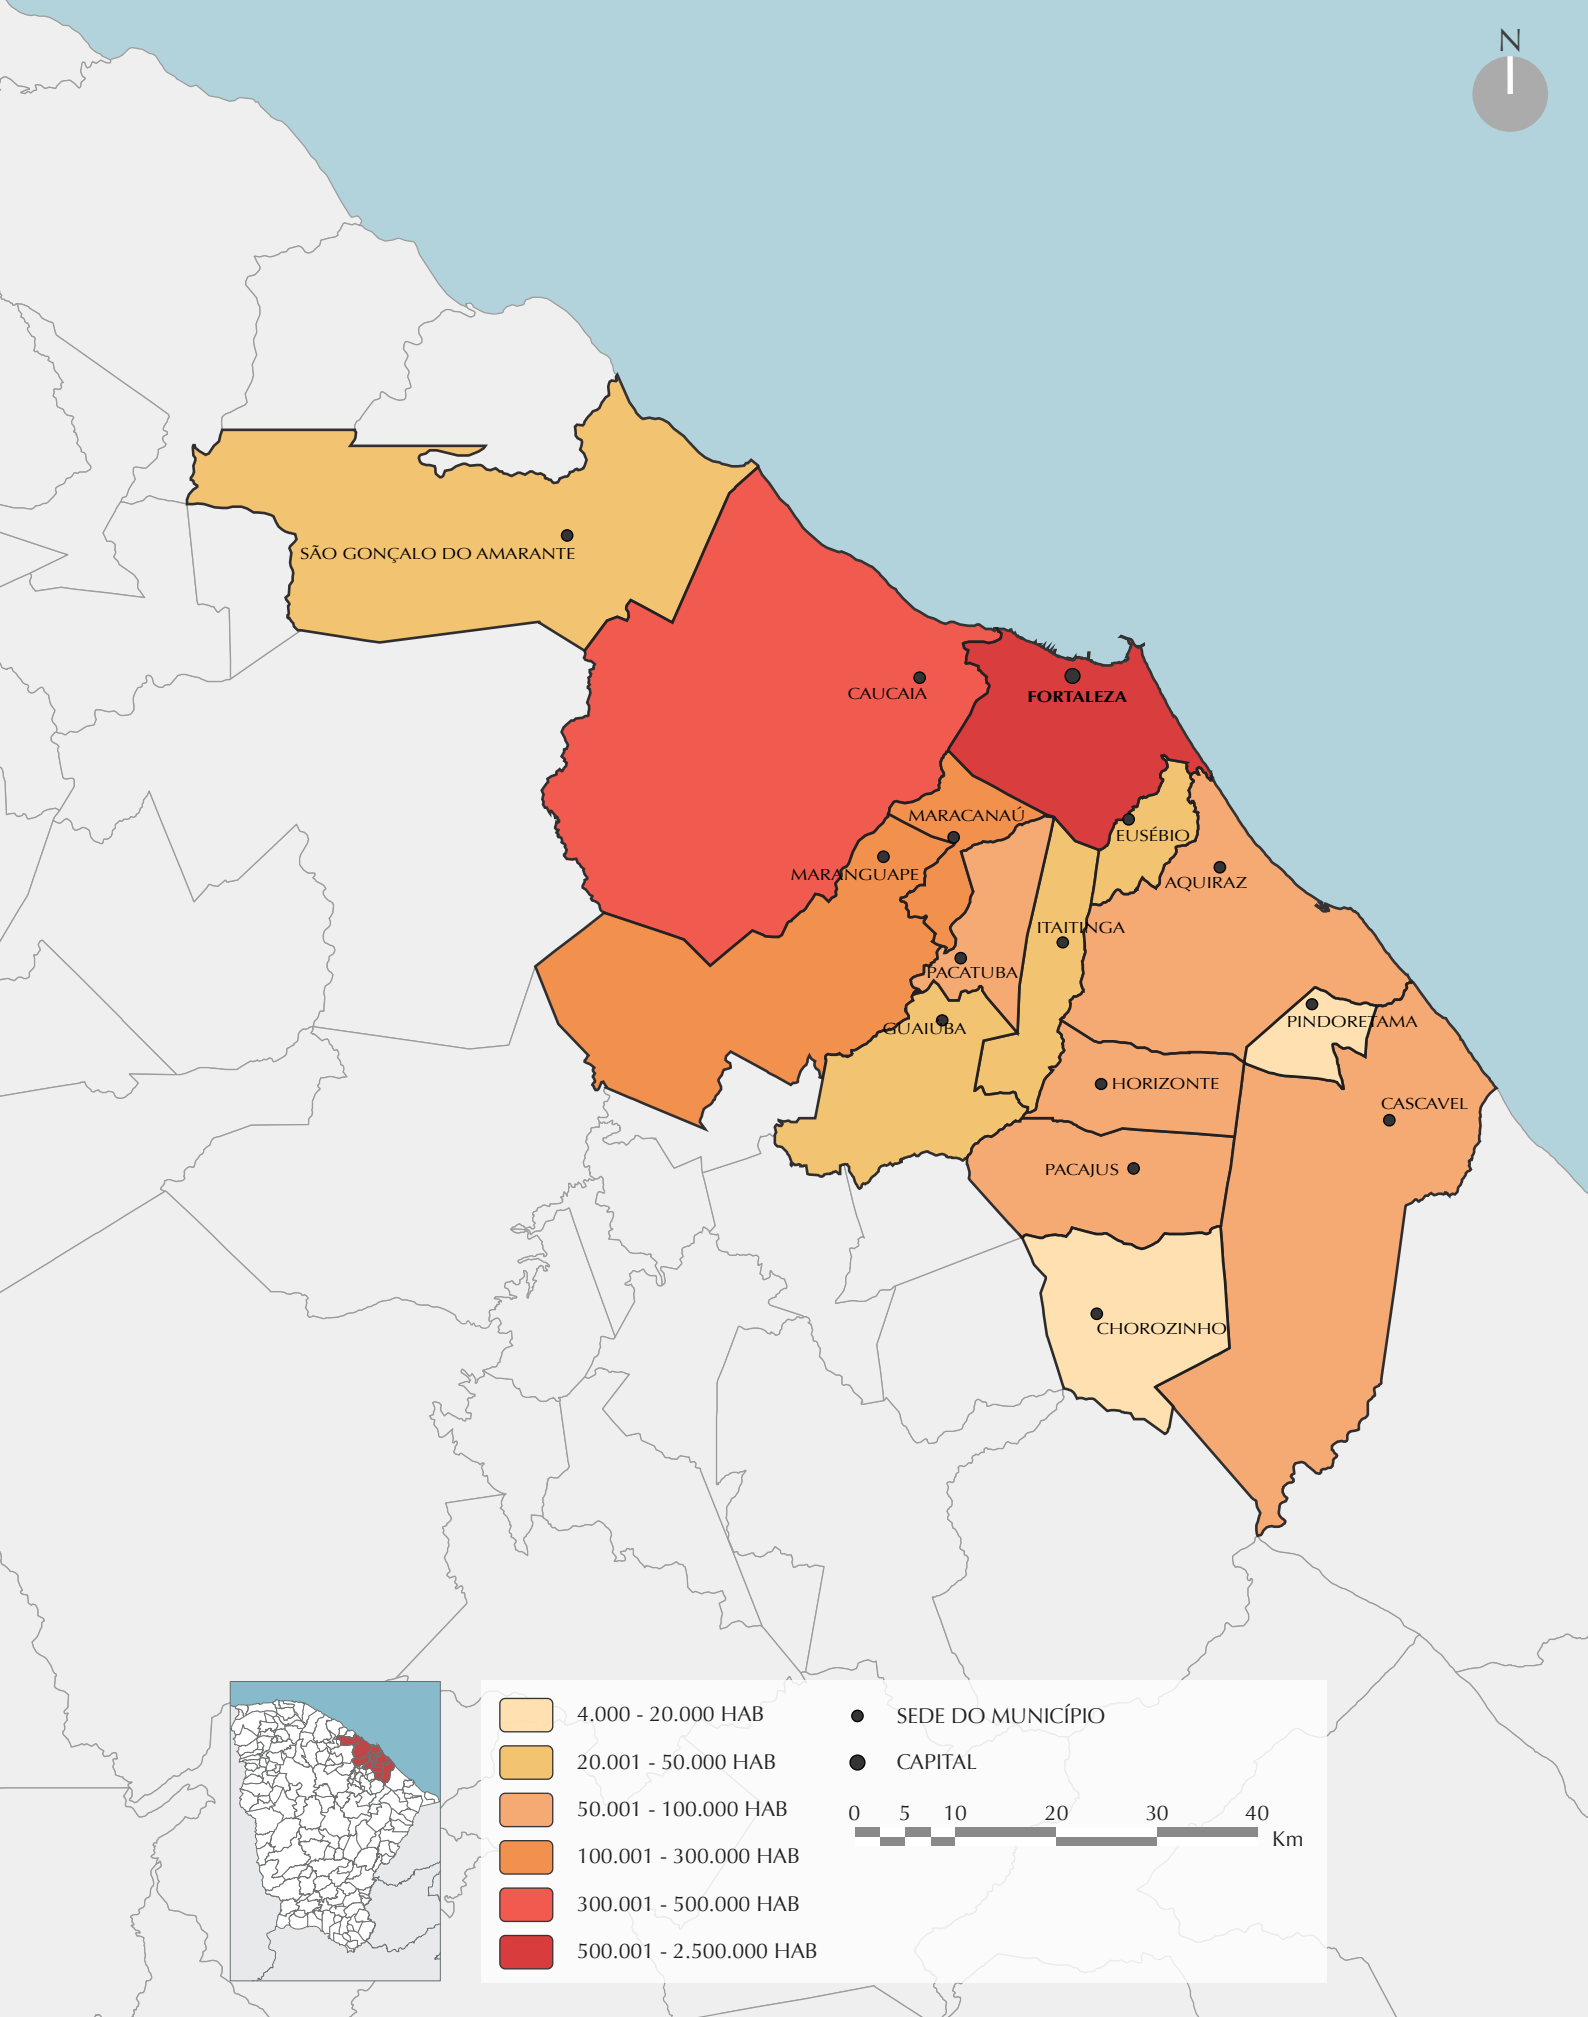 N
SÃO GONÇALO DO AMARANTE
CAUCAIA
FORTALEZA
MARACANAÚ
EUSÉBIO
MARANGUAPE
AQUIRAZ
ITAITINGA
PACATUBA
GUAIUBA
PINDORETAMA
HORIZONTE
CASCAVEL
PACAJUS
CHOROZINHO
4.000 - 20.000 HAB
20.001 - 50.000 HAB
50.001 - 100.000 HAB
100.001 - 300.000 HAB
300.001 - 500.000 HAB
500.001 - 2.500.000 HAB
SEDE DO MUNICÍPIO
CAPITAL
0 5 10 20 30 40
Km